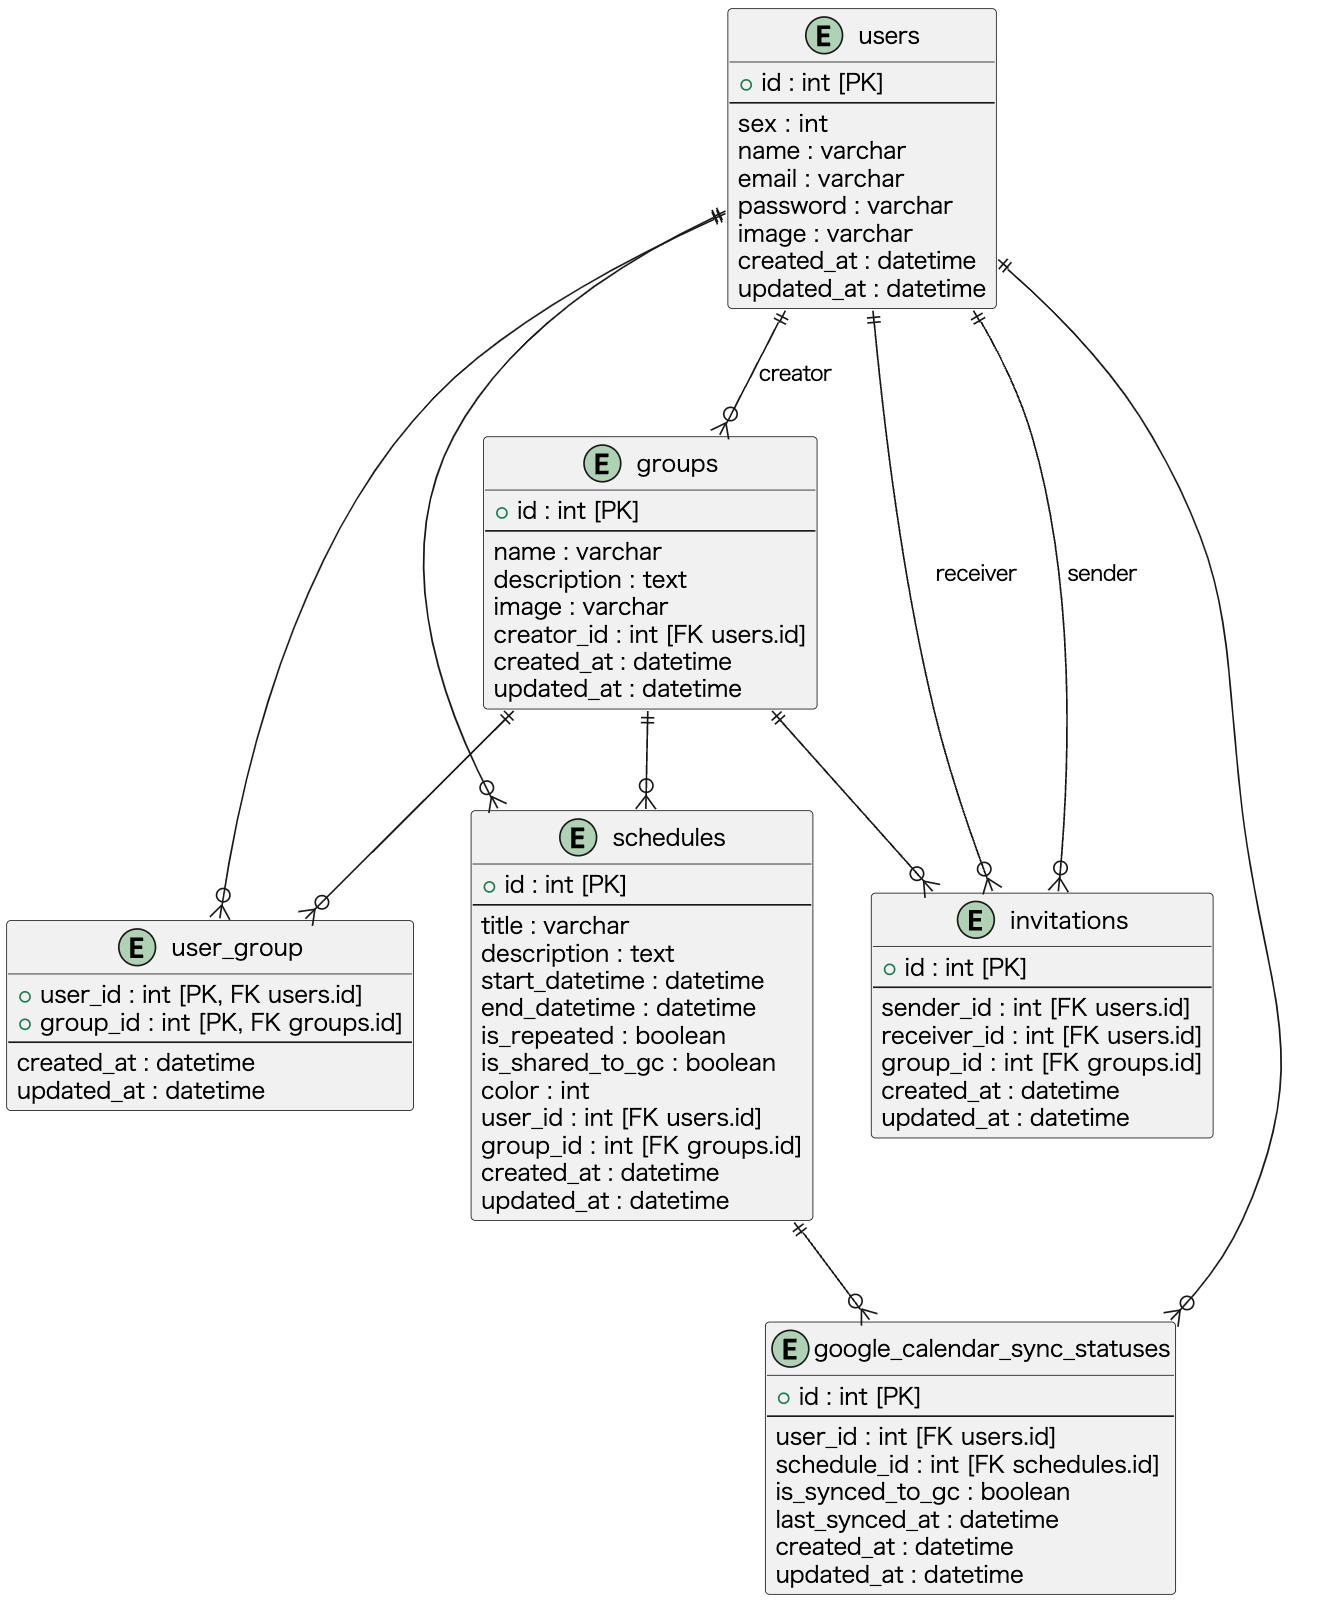 E users
id : int [PK]
sex : int
name : varchar
email : varchar
password : varchar
image : varchar
created_at : datetime
updated_at : datetime
creator
E groups
id : int [PK]
name : varchar
description : text
image : varchar
creator_id : int [FK users.id]
created_at : datetime
updated_at : datetime
receiver
sender
E schedules
id : int [PK]
title : varchar
description : text
start_datetime : datetime
end_datetime : datetime
is_repeated : boolean
is_shared_to_gc : boolean
color : int
user_id : int [FK users.id]
group_id : int [FK groups.id]
created_at : datetime
updated_at : datetime
E user_group
user_id : int [PK, FK users.id]
group_id : int [PK, FK groups.id]
created_at : datetime
updated_at : datetime
E invitations
id : int [PK]
sender_id : int [FK users.id]
receiver_id : int [FK users.id]
group_id : int [FK groups.id]
created_at : datetime
updated_at : datetime
E google_calendar_sync_statuses
id : int [PK]
user_id : int [FK users.id]
schedule_id : int [FK schedules.id]
is_synced_to_gc : boolean
last_synced_at : datetime
created_at : datetime
updated_at : datetime